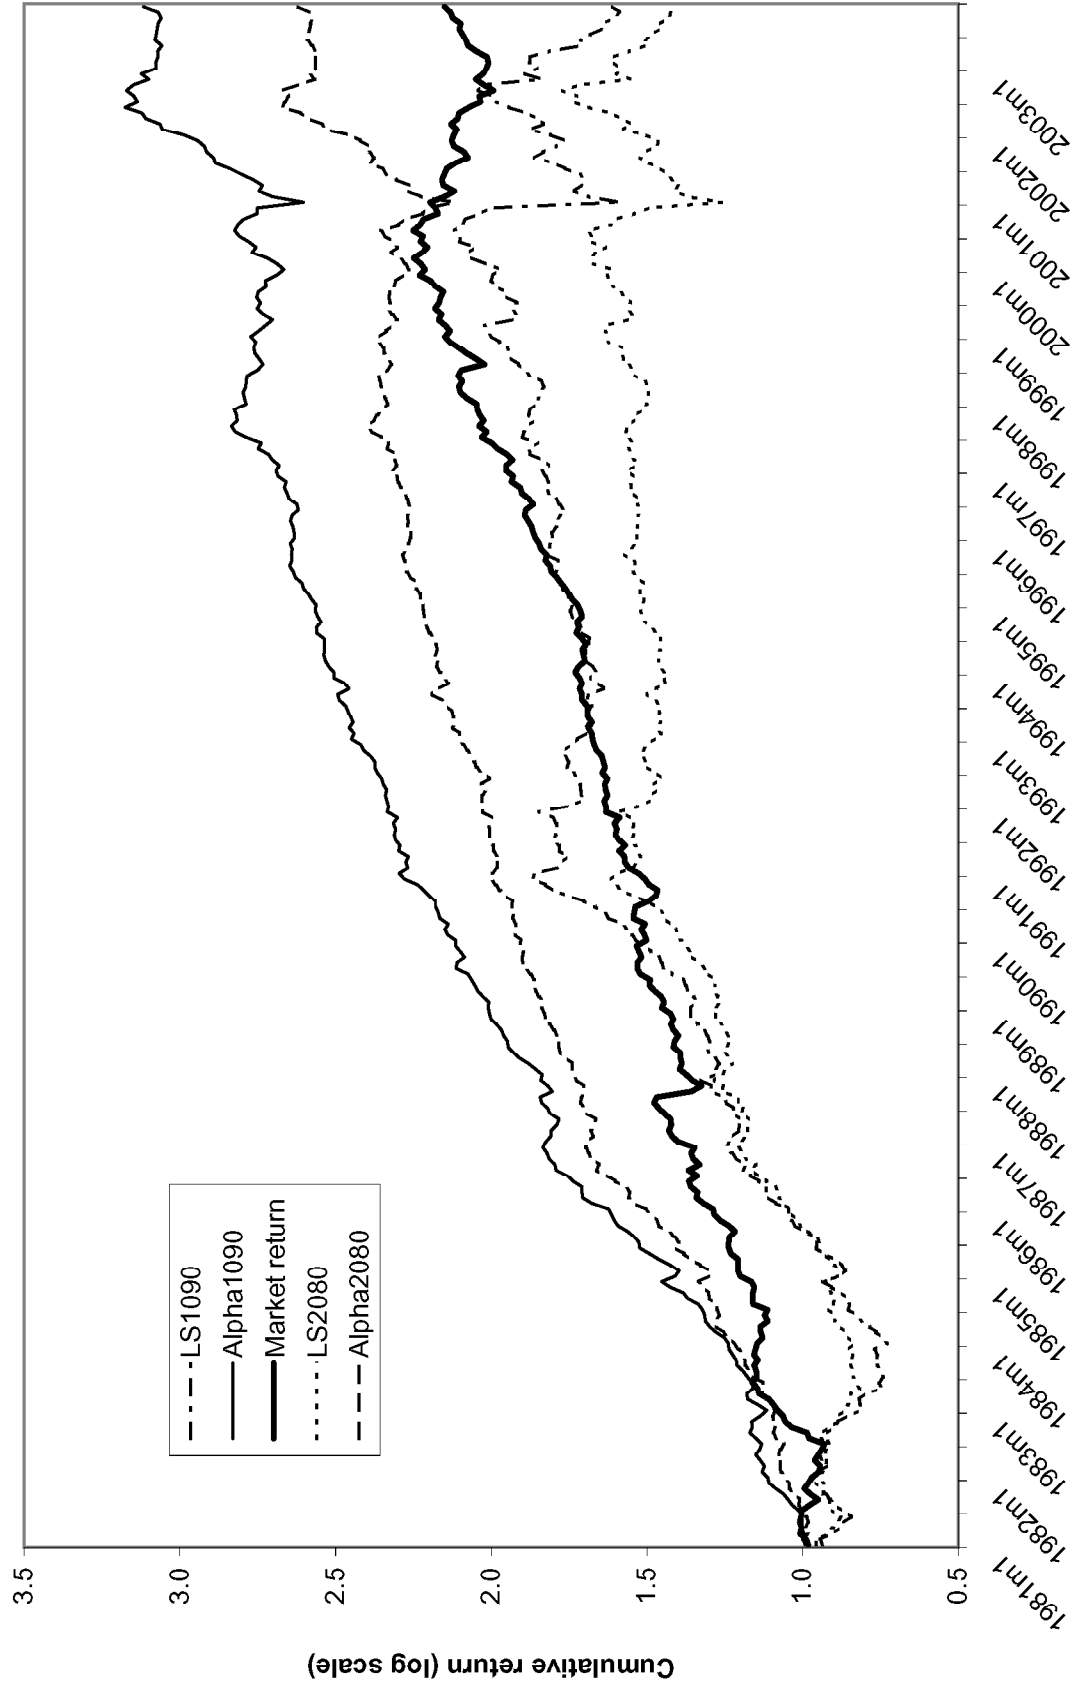 Cumulative return (log scale)
3.5
3.0
2.5
2.0
1.5
1.0
0.5
LS1090
Alpha1090
Market return
LS2080
Alpha2080
1981m1
1982m1
1983m1
1984m1
1985m1
1986m1
1987m1
1988m1
1989m1
1990m1
1991m1
1992m1
1993m1
1994m1
1995m1
1996m1
1997m1
1998m1
1999m1
2000m1
2001m1
2002m1
2003m1